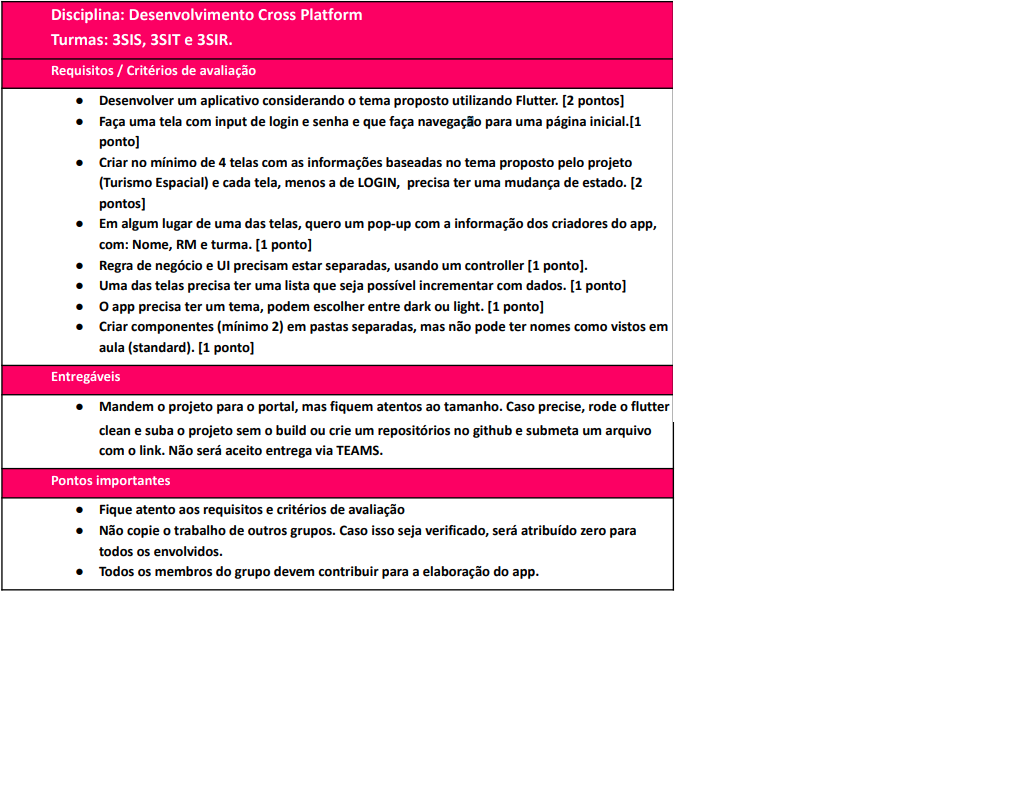 Disciplina: Desenvolvimento Cross Platform
Turmas: 3SIS, 3SIT e 3SIR.
Requisitos / Critérios de avaliação
● Desenvolver um aplicativo considerando o tema proposto utilizando Flutter. [2 pontos]
● Faça uma tela com input de login e senha e que faça navegação para uma página inicial.[1
ponto]
● Criar no mínimo de 4 telas com as informações baseadas no tema proposto pelo projeto
(Turismo Espacial) e cada tela, menos a de LOGIN, precisa ter uma mudança de estado. [2
pontos]
● Em algum lugar de uma das telas, quero um pop-up com a informação dos criadores do app,
com: Nome, RM e turma. [1 ponto]
● Regra de negócio e UI precisam estar separadas, usando um controller [1 ponto].
● Uma das telas precisa ter uma lista que seja possível incrementar com dados. [1 ponto]
● O app precisa ter um tema, podem escolher entre dark ou light. [1 ponto]
● Criar componentes (mínimo 2) em pastas separadas, mas não pode ter nomes como vistos em
aula (standard). [1 ponto]
Entregáveis
● Mandem o projeto para o portal, mas fiquem atentos ao tamanho. Caso precise, rode o flutter
clean e suba o projeto sem o build ou crie um repositórios no github e submeta um arquivo
com o link. Não será aceito entrega via TEAMS.
Pontos importantes
● Fique atento aos requisitos e critérios de avaliação
● Não copie o trabalho de outros grupos. Caso isso seja verificado, será atribuído zero para
todos os envolvidos.
● Todos os membros do grupo devem contribuir para a elaboração do app.